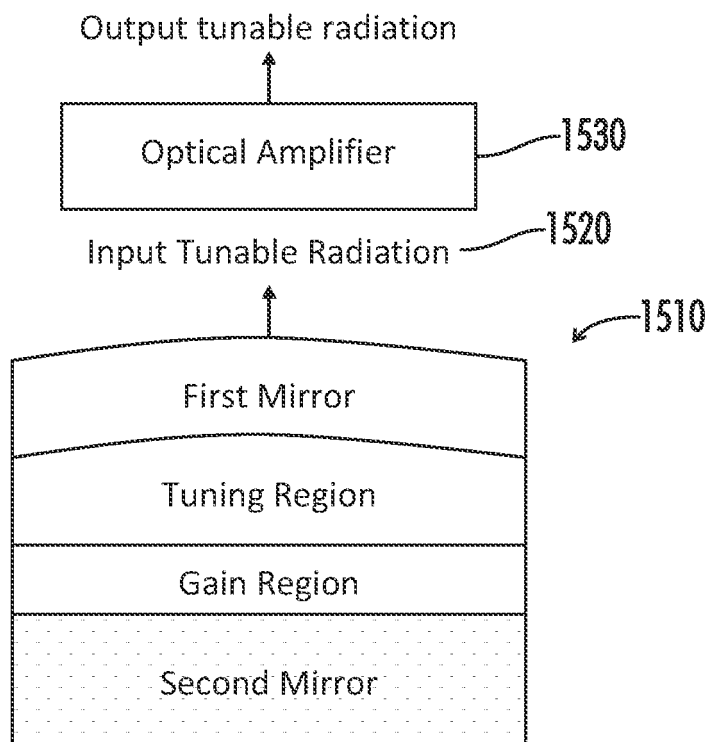 Output tunable radiation
Optical Amplifier
1530
Input Tunable Radiation
1520
1510
First Mirror
Tuning Region
Gain Region
Second Mirror